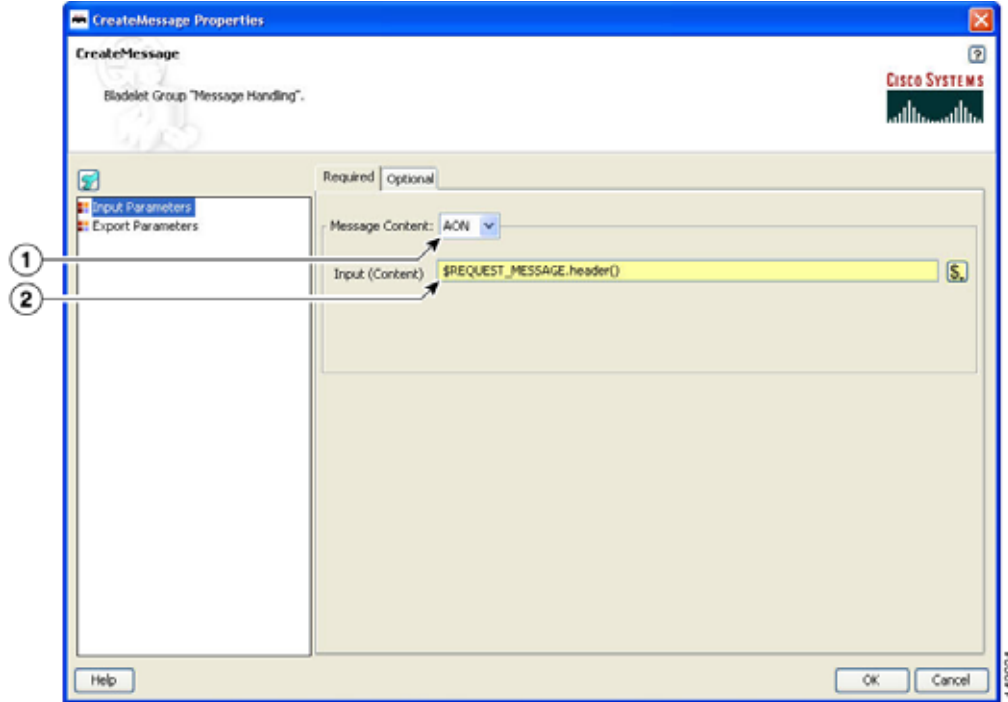 CreateMessage Properties
CreateMessage
?
Bladelet Group "Message Handling".
CISCO SYSTEMS
Required Optional
Input Parameters
Export Parameters
Message Content: AON
1
Input (Content) $REQUEST_MESSAGE.header() $.
2
Help OK Cancel